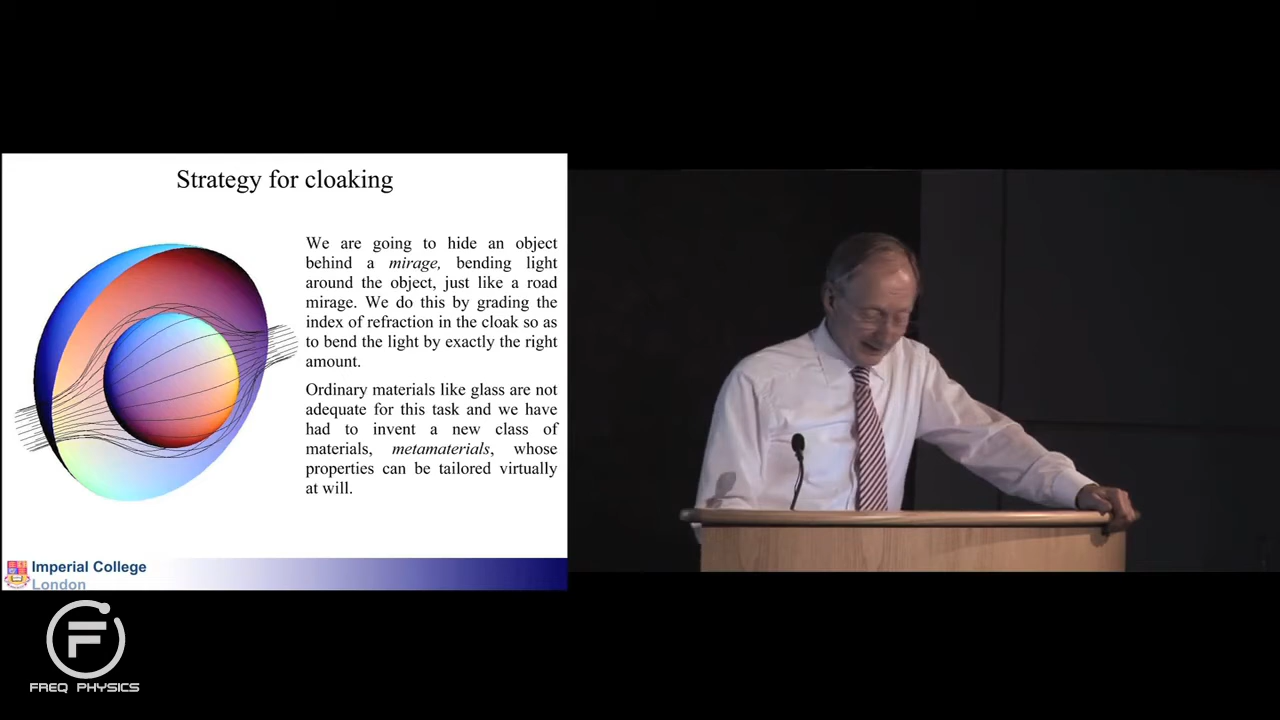 Strategy for cloaking
We are going to hide an object
behind a mirage, bending light
around the object, just like a road
mirage. We do this by grading the
index of refraction in the cloak so as
to bend the light by exactly the right
amount.
Ordinary materials like glass are not
adequate for this task and we have
had to invent a new class of
materials, metamaterials, whose
properties can be tailored virtually
at will.
Imperial College
London
FREQ PHYSICS